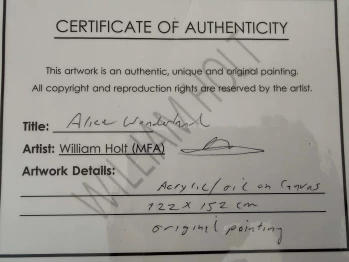 CERTIFICATE OF AUTHENTICITY
This artwork is an authentic, unique and original painting.
All copyright and reproduction rights are reserved by the artist.
WILLIAM HOLT
Title: Alice Wonderland
Artist: William Holt (MFA)
Artwork Details:
Acrylic/oil on Canvas
122 x 152 cm
original painting